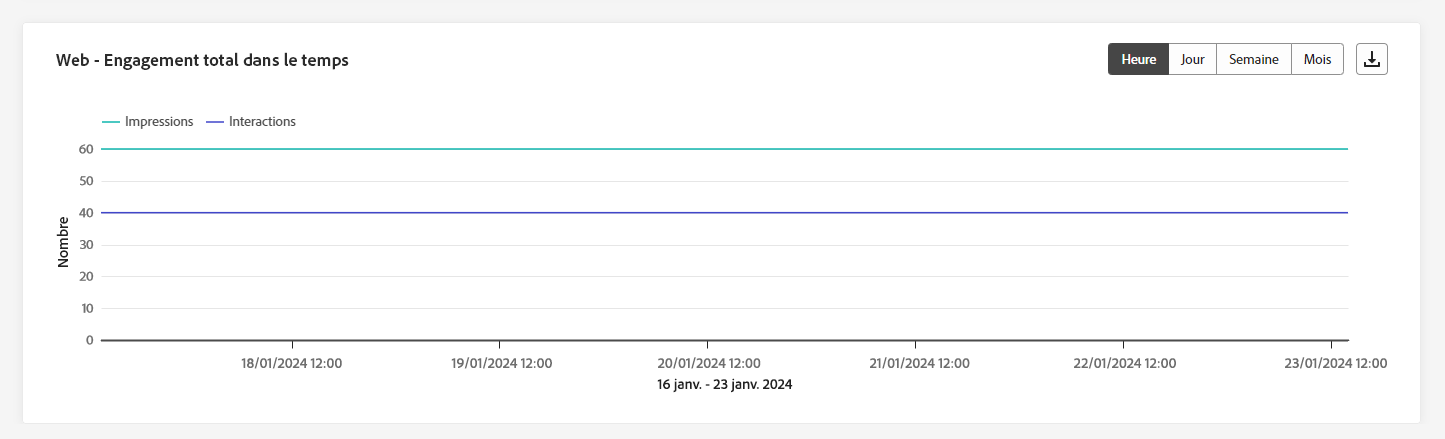 Web - Engagement total dans le temps
Heure Jour Semaine Mois
Impressions Interactions
60
50
40
30
20
10
0
Nombre
18/01/2024 12:00 19/01/2024 12:00 20/01/2024 12:00 21/01/2024 12:00 22/01/2024 12:00 23/01/2024 12:00
16 janv. - 23 janv. 2024